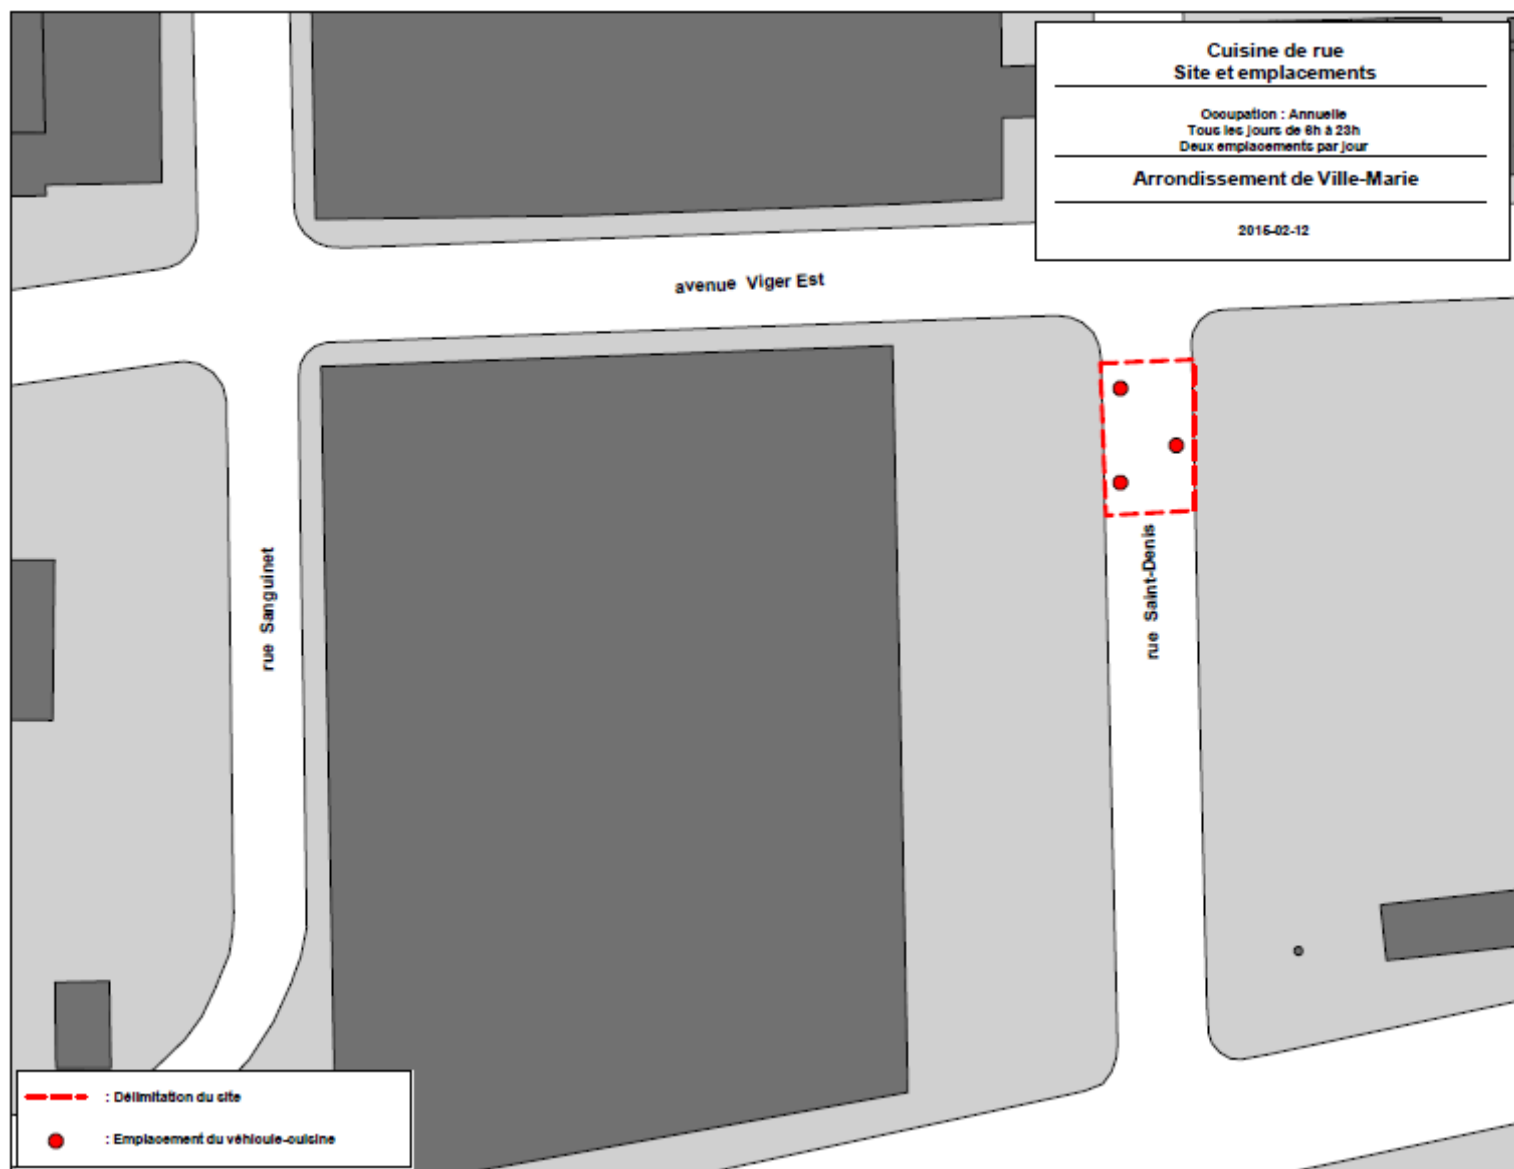 Cuisine de rue
Site et emplacements
Occupation : Annuelle
Tous les jours de 6h à 23h
Deux emplacements par jour
Arrondissement de Ville-Marie
2015-02-12
avenue Viger Est
rue Sanguinet
rue Saint-Denis
: Délimitation du site
: Emplacement du véhicule-cuisine